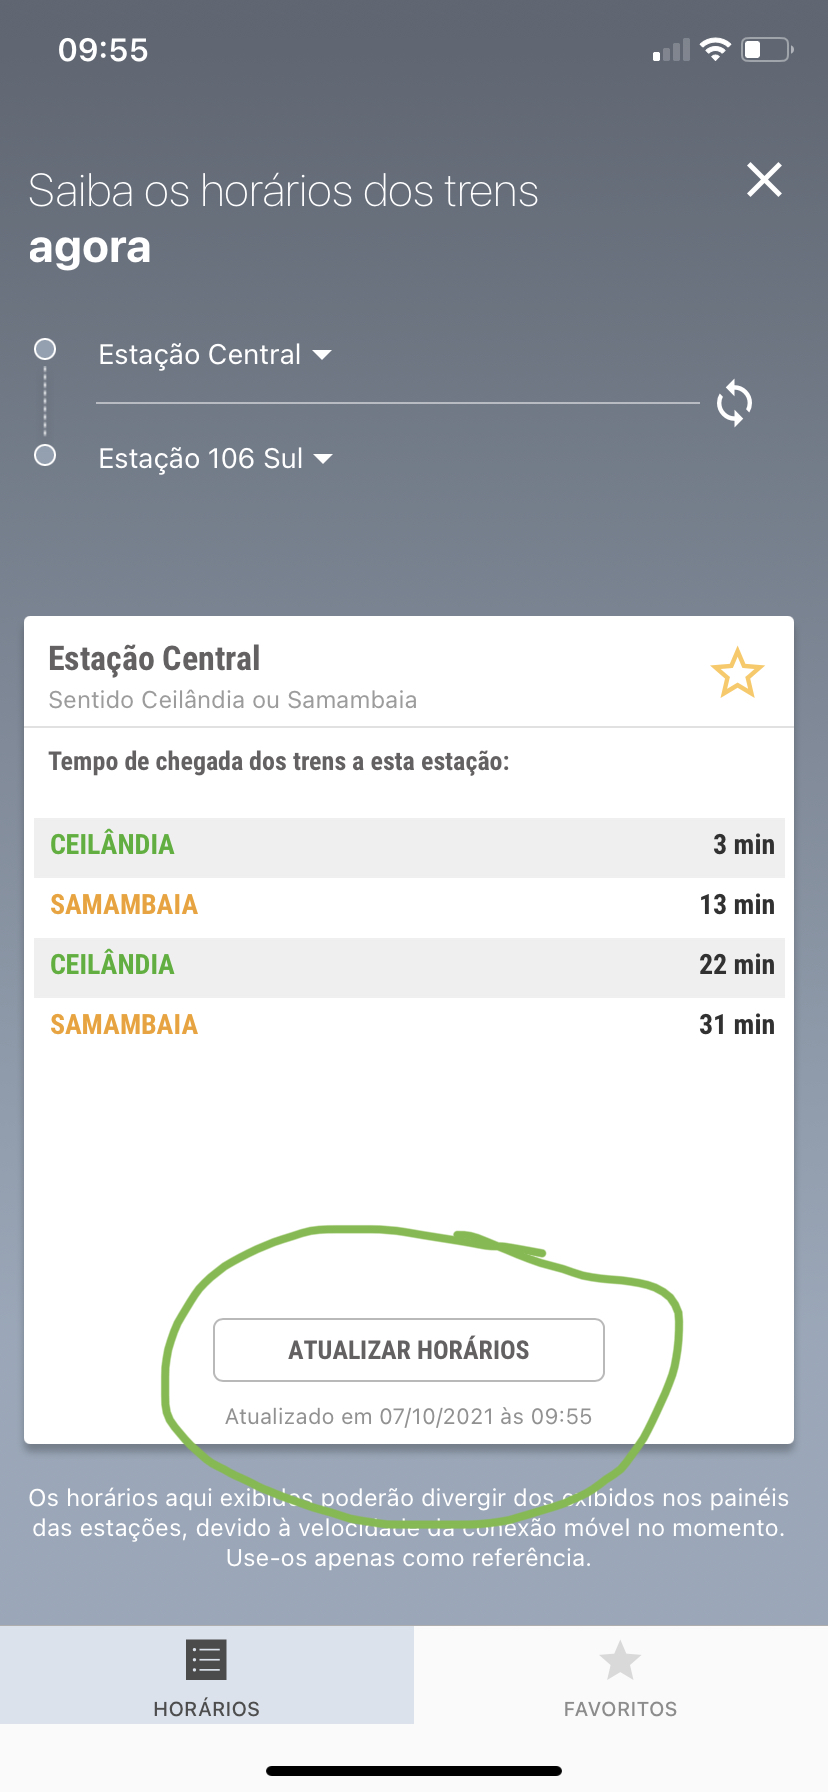 09:55
Saiba os horários dos trens
agora
Estação Central
Estação 106 Sul
Estação Central
Sentido Ceilândia ou Samambaia
Tempo de chegada dos trens a esta estação:
CEILÂNDIA 3 min
SAMAMBAIA 13 min
CEILÂNDIA 22 min
SAMAMBAIA 31 min
ATUALIZAR HORÁRIOS
Atualizado em 07/10/2021 às 09:55
Os horários aqui exibidos poderão divergir dos exibidos nos painéis
das estações, devido à velocidade da conexão móvel no momento.
Use-os apenas como referência.
HORÁRIOS
FAVORITOS